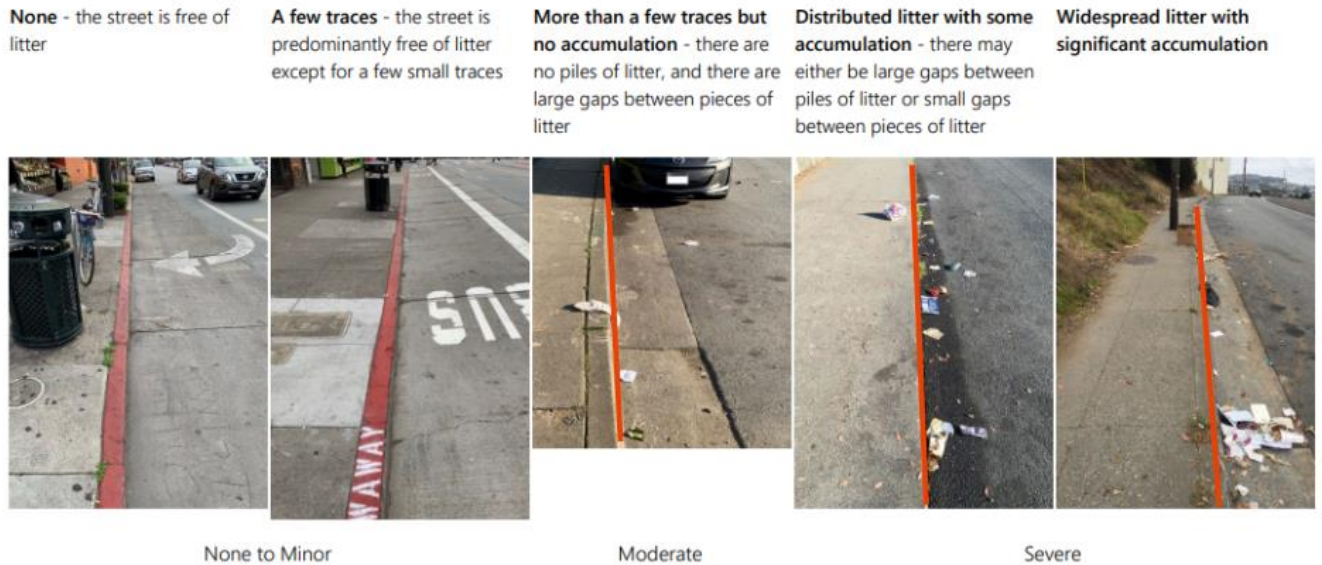 None - the street is free of
litter
A few traces - the street is
predominantly free of litter
except for a few small traces
More than a few traces but
no accumulation - there are
no piles of litter, and there are
large gaps between pieces of
litter
Distributed litter with some
accumulation - there may
either be large gaps between
piles of litter or small gaps
between pieces of litter
Widespread litter with
significant accumulation
BUS
WAWAY
None to Minor
Moderate
Severe